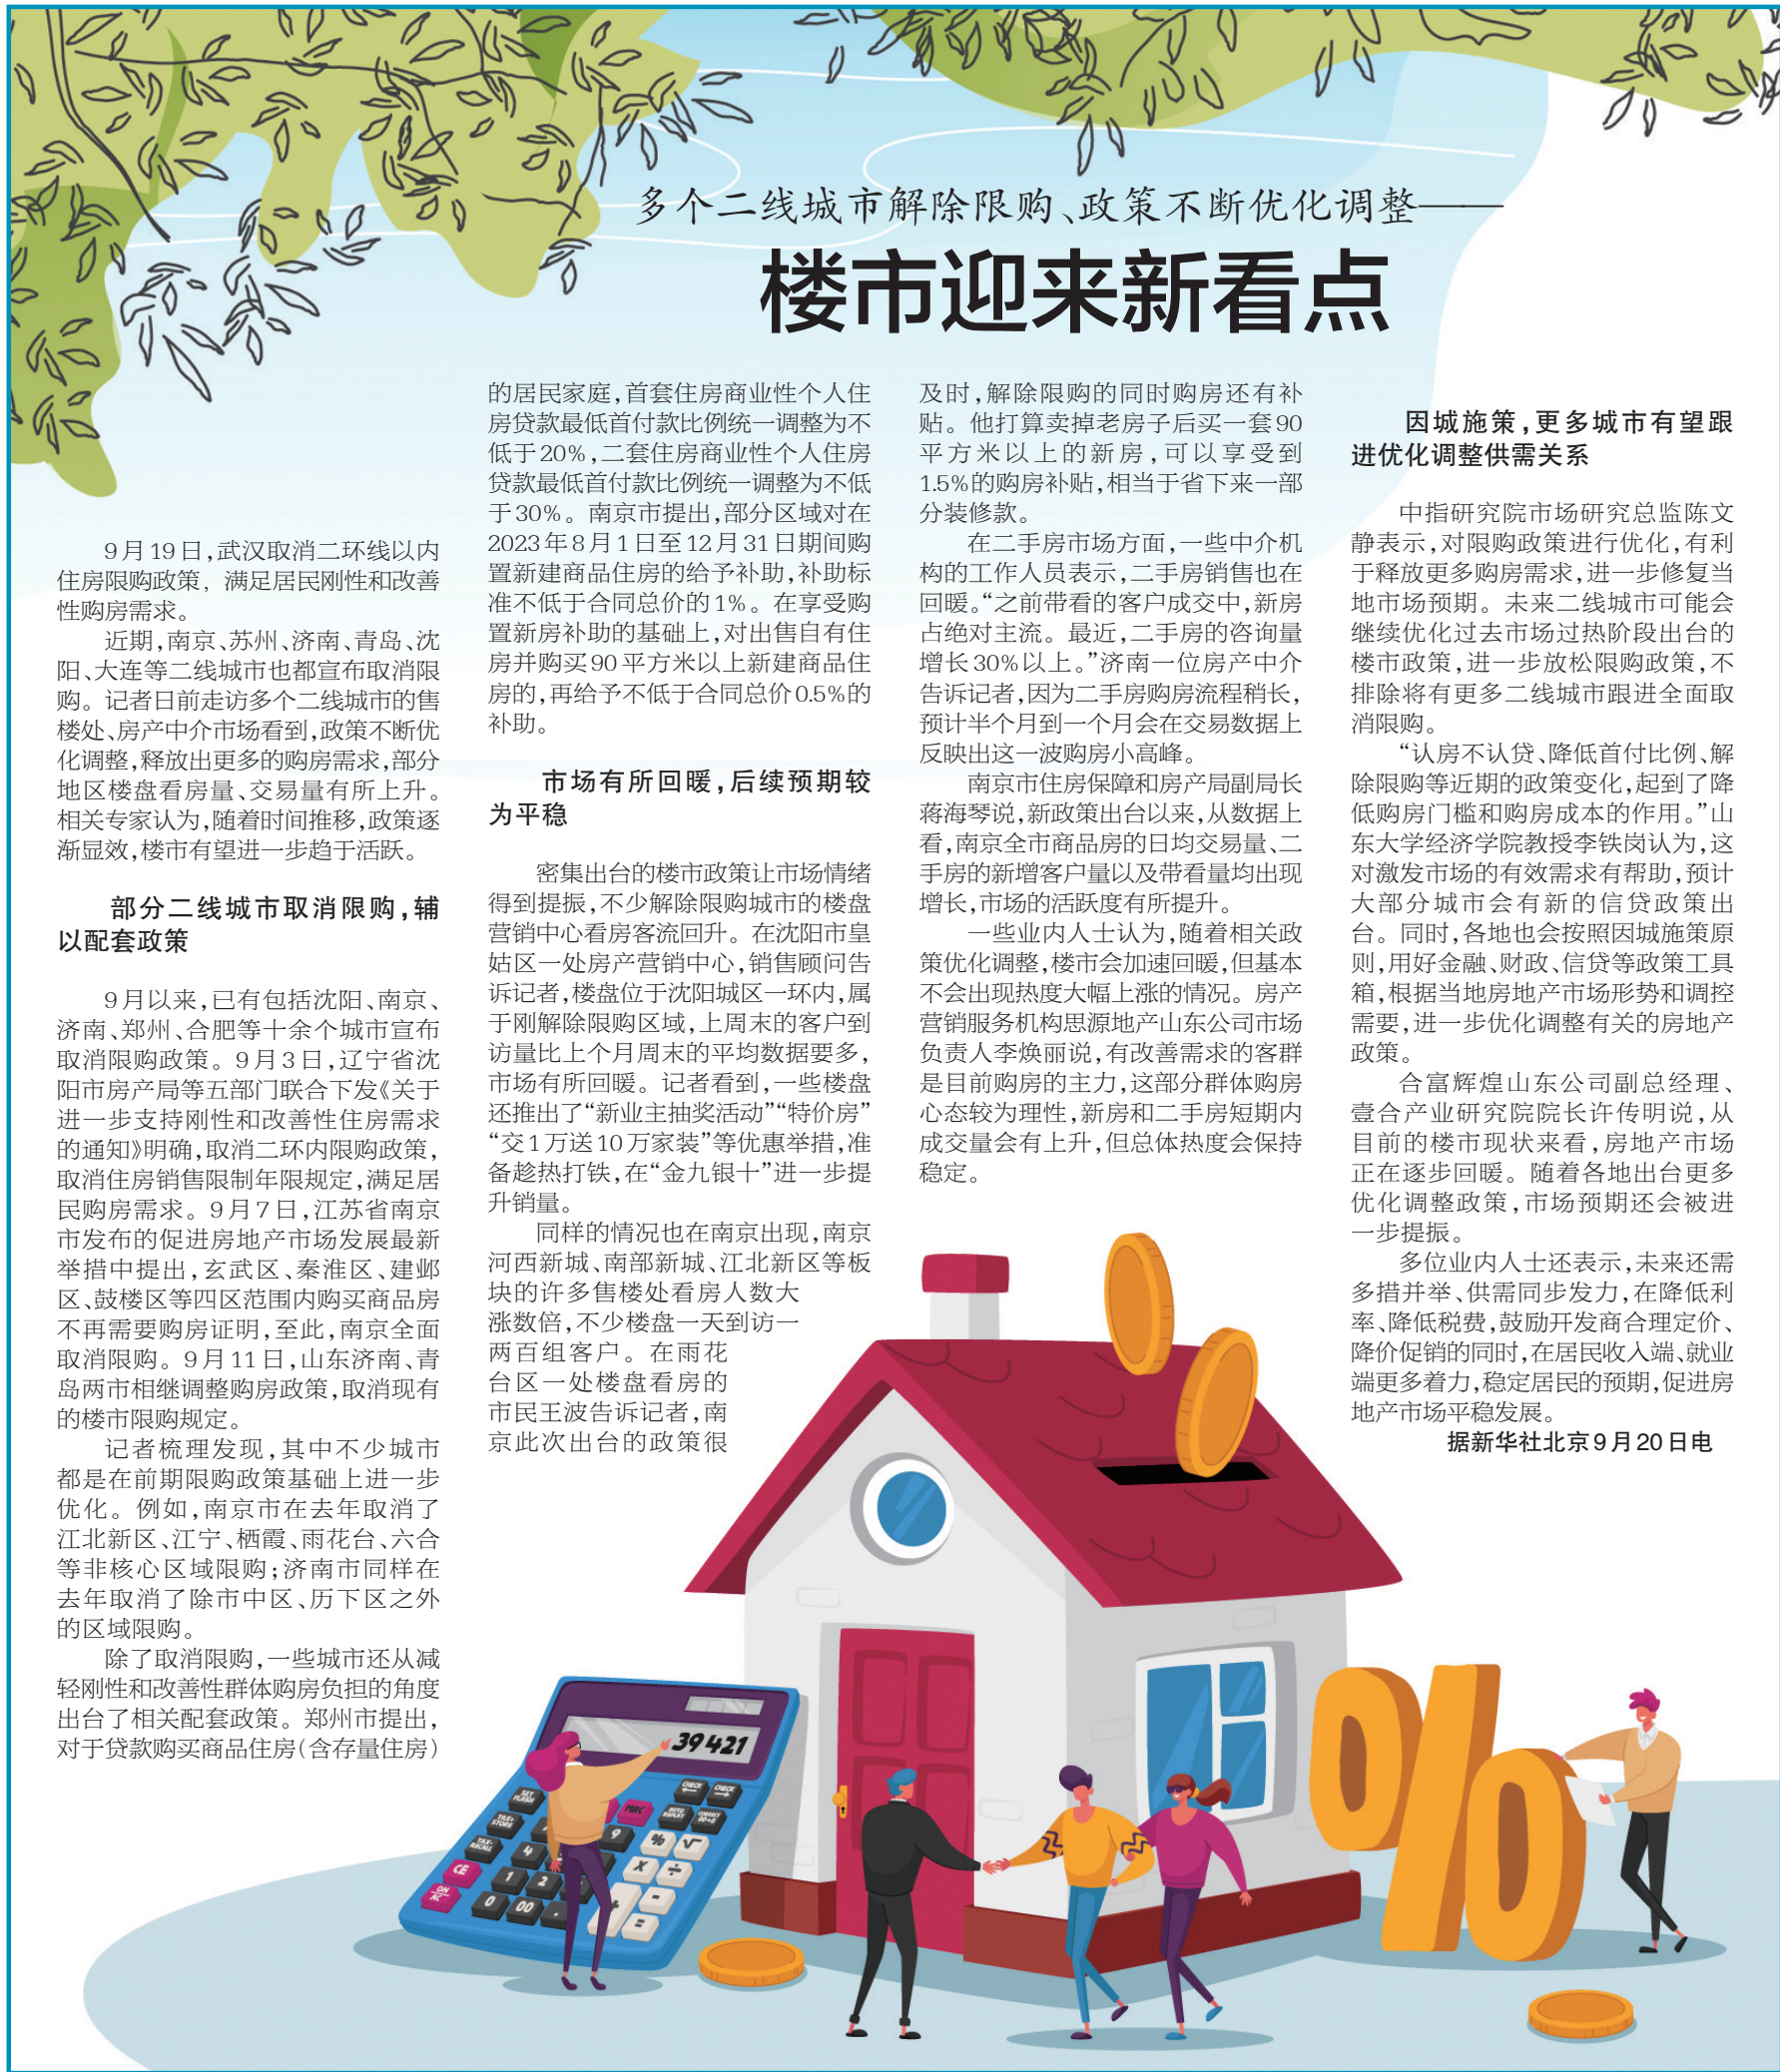 多个二线城市解除限购、政策不断优化调整——
楼市迎来新看点
9月19日,武汉取消二环线以内
住房限购政策，满足居民刚性和改善
性购房需求。
近期,南京、苏州、济南、青岛、沈
阳、大连等二线城市也都宣布取消限
购。记者日前走访多个二线城市的售
楼处、房产中介市场看到,政策不断优
化调整,释放出更多的购房需求,部分
地区楼盘看房量、交易量有所上升。
相关专家认为,随着时间推移,政策逐
渐显效,楼市有望进一步趋于活跃。
部分二线城市取消限购,辅
以配套政策
9月以来,已有包括沈阳、南京、
济南、郑州、合肥等十余个城市宣布
取消限购政策。9月3日,辽宁省沈
阳市房产局等五部门联合下发《关于
进一步支持刚性和改善性住房需求
的通知》明确,取消二环内限购政策,
取消住房销售限制年限规定,满足居
民购房需求。9月7日,江苏省南京
市发布的促进房地产市场发展最新
举措中提出,玄武区、秦淮区、建邺
区、鼓楼区等四区范围内购买商品房
不再需要购房证明,至此,南京全面
取消限购。9月11日,山东济南、青
岛两市相继调整购房政策,取消现有
的楼市限购规定。
记者梳理发现,其中不少城市
都是在前期限购政策基础上进一步
优化。例如,南京市在去年取消了
江北新区、江宁、栖霞、雨花台、六合
等非核心区域限购;济南市同样在
去年取消了除市中区、历下区之外
的区域限购。
除了取消限购,一些城市还从减
轻刚性和改善性群体购房负担的角度
出台了相关配套政策。郑州市提出,
对于贷款购买商品住房(含存量住房)
的居民家庭,首套住房商业性个人住
房贷款最低首付款比例统一调整为不
低于20%,二套住房商业性个人住房
贷款最低首付款比例统一调整为不低
于30%。南京市提出,部分区域对在
2023年8月1日至12月31日期间购
置新建商品住房的给予补助,补助标
准不低于合同总价的1%。在享受购
置新房补助的基础上,对出售自有住
房并购买90平方米以上新建商品住
房的,再给予不低于合同总价0.5%的
补助。
市场有所回暖,后续预期较
为平稳
密集出台的楼市政策让市场情绪
得到提振,不少解除限购城市的楼盘
营销中心看房客流回升。在沈阳市皇
姑区一处房产营销中心,销售顾问告
诉记者,楼盘位于沈阳城区一环内,属
于刚解除限购区域,上周末的客户到
访量比上个月周末的平均数据要多,
市场有所回暖。记者看到,一些楼盘
还推出了“新业主抽奖活动”“特价房”
“交1万送10万家装”等优惠举措,准
备趁热打铁,在“金九银十”进一步提
升销量。
同样的情况也在南京出现,南京
河西新城、南部新城、江北新区等板
块的许多售楼处看房人数大
涨数倍,不少楼盘一天到访一
两百组客户。在雨花
台区一处楼盘看房的
市民王波告诉记者,南
京此次出台的政策很
及时,解除限购的同时购房还有补
贴。他打算卖掉老房子后买一套90
平方米以上的新房,可以享受到
1.5%的购房补贴,相当于省下来一部
分装修款。
在二手房市场方面,一些中介机
构的工作人员表示,二手房销售也在
回暖。“之前带看的客户成交中,新房
占绝对主流。最近,二手房的咨询量
增长30%以上。”济南一位房产中介
告诉记者,因为二手房购房流程稍长,
预计半个月到一个月会在交易数据上
反映出这一波购房小高峰。
南京市住房保障和房产局副局长
蒋海琴说,新政策出台以来,从数据上
看,南京全市商品房的日均交易量、二
手房的新增客户量以及带看量均出现
增长,市场的活跃度有所提升。
一些业内人士认为,随着相关政
策优化调整,楼市会加速回暖,但基本
不会出现热度大幅上涨的情况。房产
营销服务机构思源地产山东公司市场
负责人李焕丽说,有改善需求的客群
是目前购房的主力,这部分群体购房
心态较为理性,新房和二手房短期内
成交量会有上升,但总体热度会保持
稳定。
因城施策,更多城市有望跟
进优化调整供需关系
中指研究院市场研究总监陈文
静表示,对限购政策进行优化,有利
于释放更多购房需求,进一步修复当
地市场预期。未来二线城市可能会
继续优化过去市场过热阶段出台的
楼市政策,进一步放松限购政策,不
排除将有更多二线城市跟进全面取
消限购。
“认房不认贷、降低首付比例、解
除限购等近期的政策变化,起到了降
低购房门槛和购房成本的作用。”山
东大学经济学院教授李铁岗认为,这
对激发市场的有效需求有帮助,预计
大部分城市会有新的信贷政策出
台。同时,各地也会按照因城施策原
则,用好金融、财政、信贷等政策工具
箱,根据当地房地产市场形势和调控
需要,进一步优化调整有关的房地产
政策。
合富辉煌山东公司副总经理、
壹合产业研究院院长许传明说,从
目前的楼市现状来看,房地产市场
正在逐步回暖。随着各地出台更多
优化调整政策,市场预期还会被进
一步提振。
多位业内人士还表示,未来还需
多措并举、供需同步发力,在降低利
率、降低税费,鼓励开发商合理定价、
降价促销的同时,在居民收入端、就业
端更多着力,稳定居民的预期,促进房
地产市场平稳发展。
据新华社北京9月20日电
39421
CHECK CHECK
SET FLASH
MRC AUTO REPLAY CORRECT
TAX+ STORE
9 % √
TAX- RECALL 4
X ÷
CE 1 2
-
ON AC 0 00 . + =
%